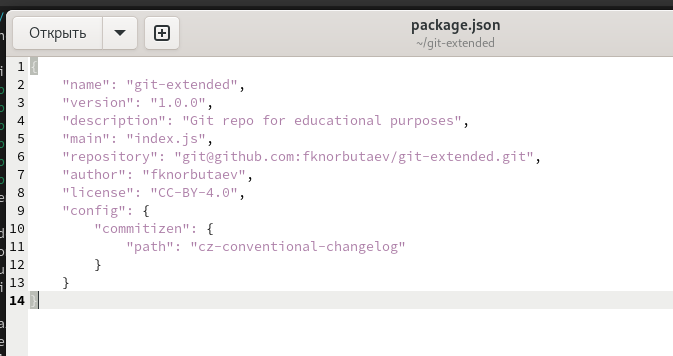 Открыть
package.json
~/git-extended
1 {
2 "name": "git-extended",
3 "version": "1.0.0",
4 "description": "Git repo for educational purposes",
5 "main": "index.js",
6 "repository": "git@github.com:fknorbutaev/git-extended.git",
7 "author": "fknorbutaev",
8 "license": "CC-BY-4.0",
9 "config": {
10 "commitizen": {
11 "path": "cz-conventional-changelog"
12 }
13 }
14 }